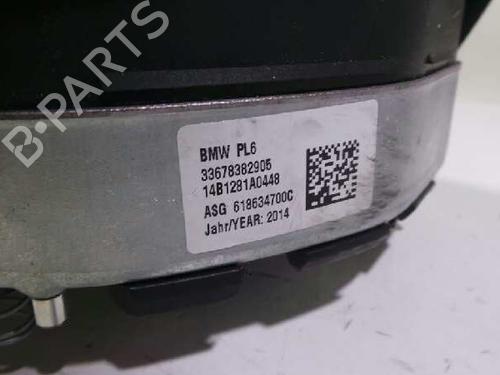 B-PARTS
BMW PL6
33678382905
14B1281A0448
ASG 618634700C
Jahr/YEAR: 2014